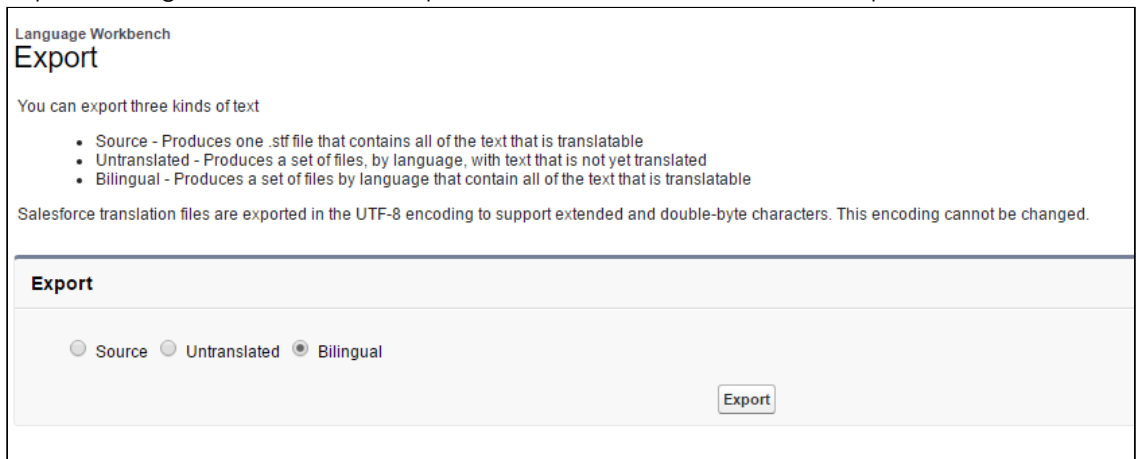 Language Workbench
Export
You can export three kinds of text
• Source - Produces one .stf file that contains all of the text that is translatable
• Untranslated - Produces a set of files, by language, with text that is not yet translated
• Bilingual - Produces a set of files by language that contain all of the text that is translatable
Salesforce translation files are exported in the UTF-8 encoding to support extended and double-byte characters. This encoding cannot be changed.
Export
Source Untranslated Bilingual
Export